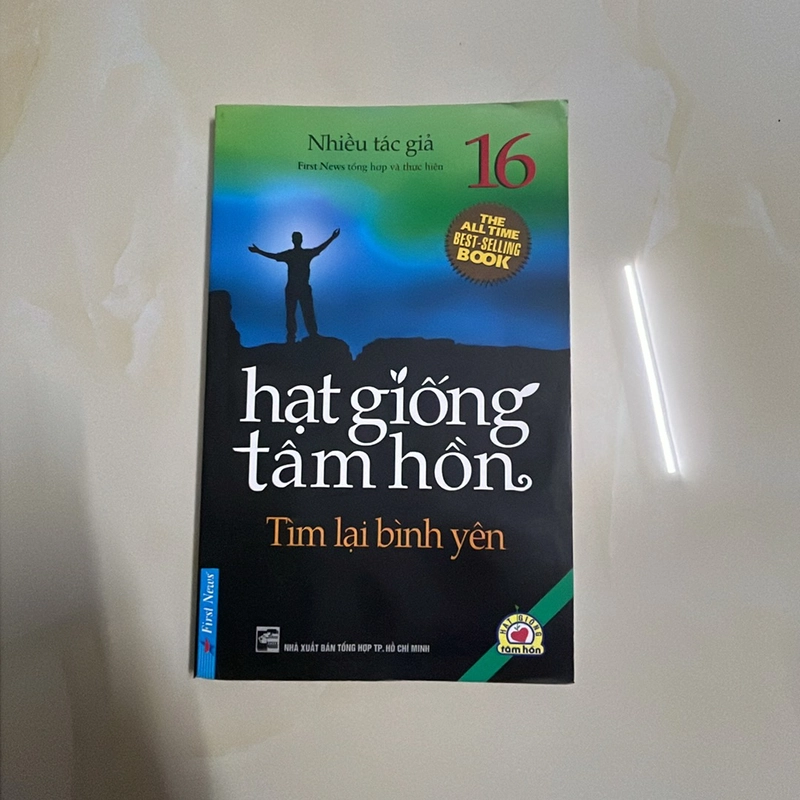 Nhiều tác giả
First News tổng hợp và thực hiện
16
THE
ALL TIME
BEST-SELLING
BOOK
hạt giống
tâm hồn
Tìm lại bình yên
First News
NHÀ XUẤT BẢN TỔNG HỢP TP. HỒ CHÍ MINH
HẠT GIỐNG
tâm hồn